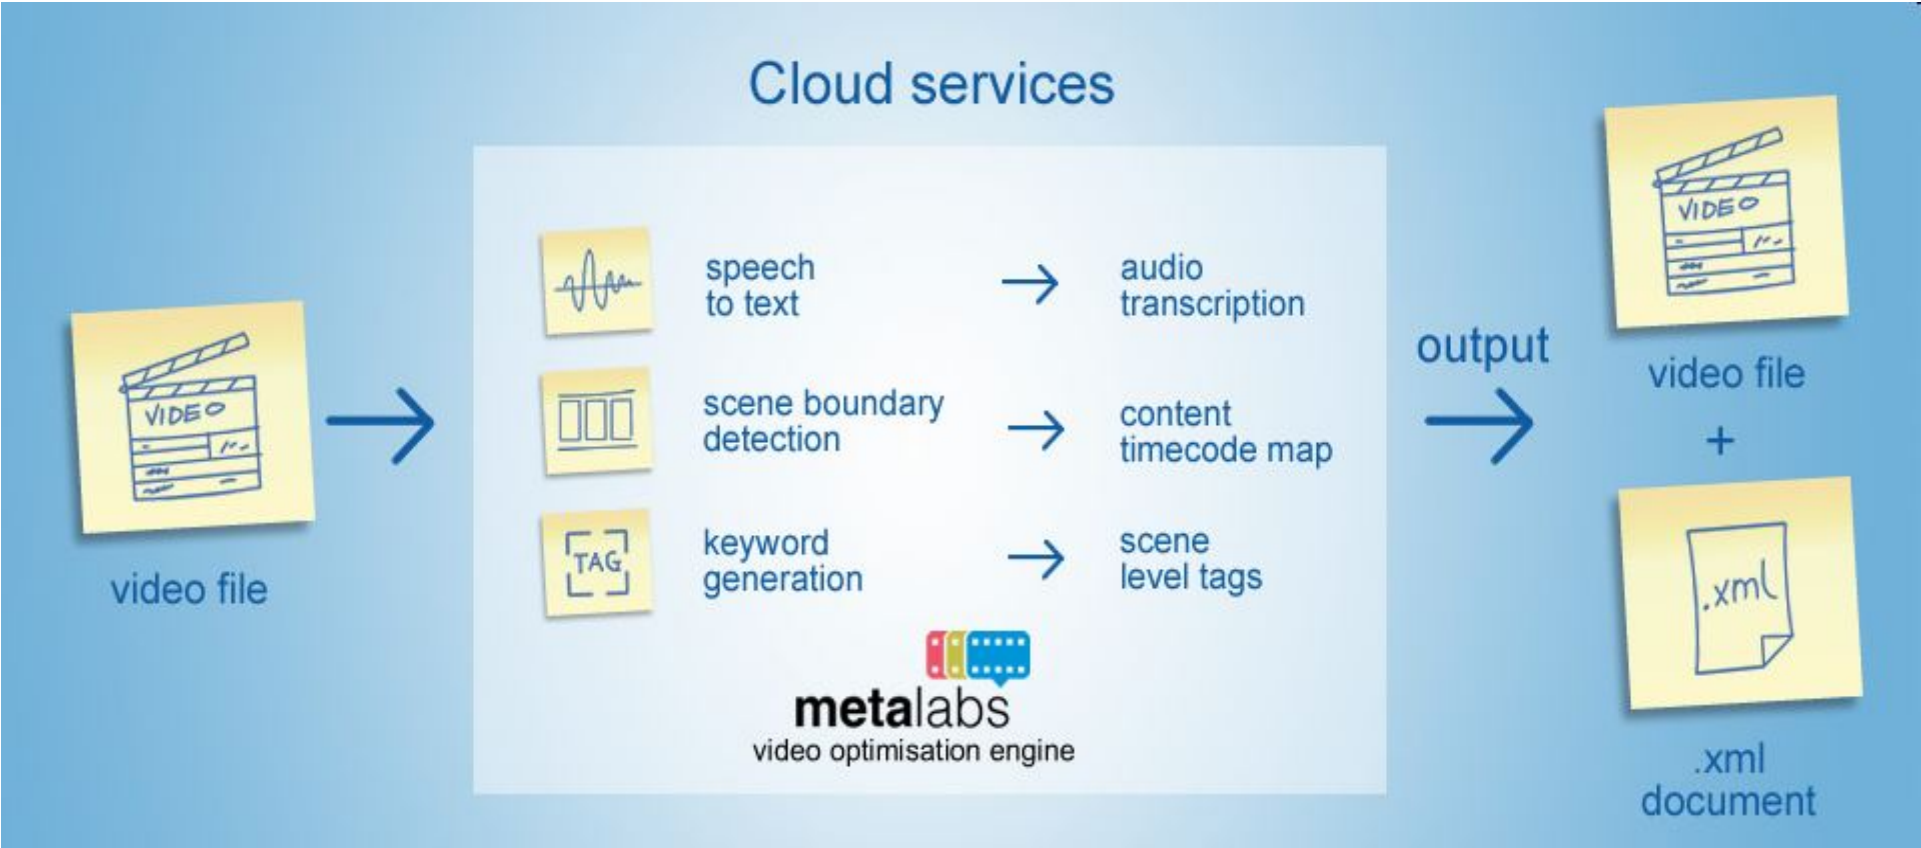 Cloud services
VIDEO
video file
speech
to text
audio
transcription
scene boundary
detection
content
timecode map
TAG
keyword
generation
scene
level tags
metalabs
video optimisation engine
output
VIDEO
video file
+
.xml
.xml
document